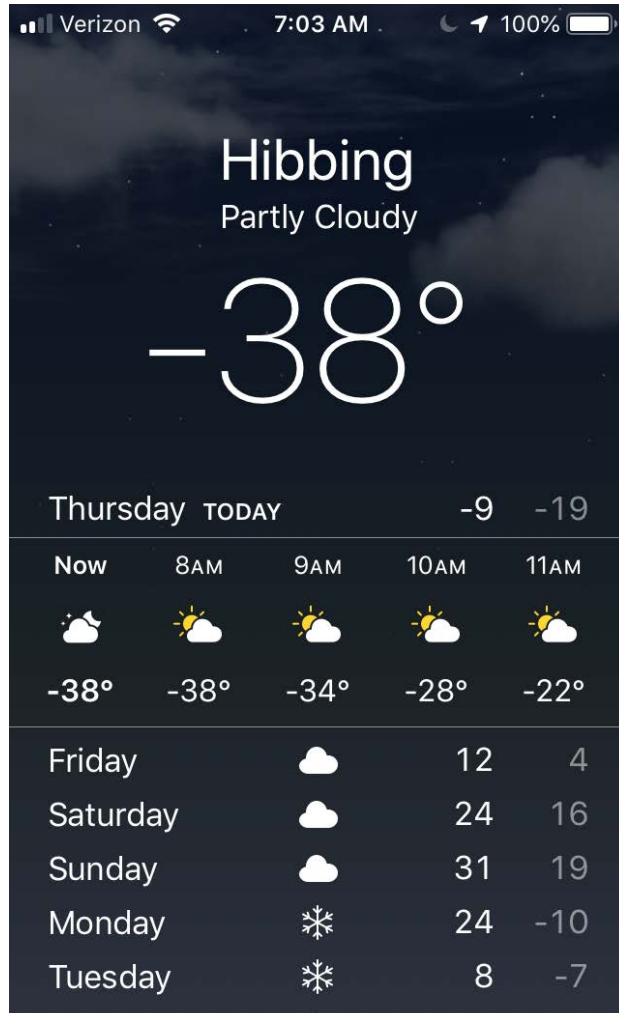 Verizon 7:03 AM 100%
Hibbing
Partly Cloudy
-38°
Thursday TODAY -9 -19
Now 8AM 9AM 10AM 11AM
-38° -38° -34° -28° -22°
Friday 12 4
Saturday 24 16
Sunday 31 19
Monday 24 -10
Tuesday 8 -7